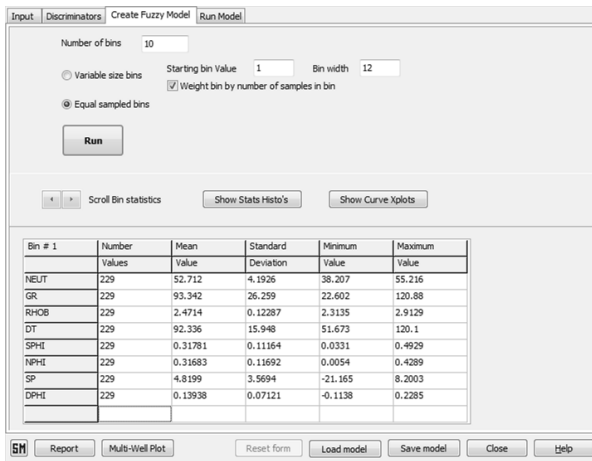 Input Discriminators Create Fuzzy Model Run Model
Number of bins 10
Variable size bins
Starting bin Value 1 Bin width 12
Weight bin by number of samples in bin
Equal sampled bins
Run
Scroll Bin statistics Show Stats Histo's Show Curve Xplots
Bin # 1 Number Mean Standard Minimum Maximum
Values Value Deviation Value Value
NEUT 229 52.712 4.1926 38.207 55.216
GR 229 93.342 26.259 22.602 120.88
RHOB 229 2.4714 0.12287 2.3135 2.9129
DT 229 92.336 15.948 51.673 120.1
SPHI 229 0.31781 0.11164 0.0331 0.4929
NPHI 229 0.31683 0.11692 0.0054 0.4289
SP 229 4.8199 3.5694 -21.165 8.2003
DPHI 229 0.13938 0.07121 -0.1138 0.2285
SM Report Multi-Well Plot Reset form Load model Save model Close Help